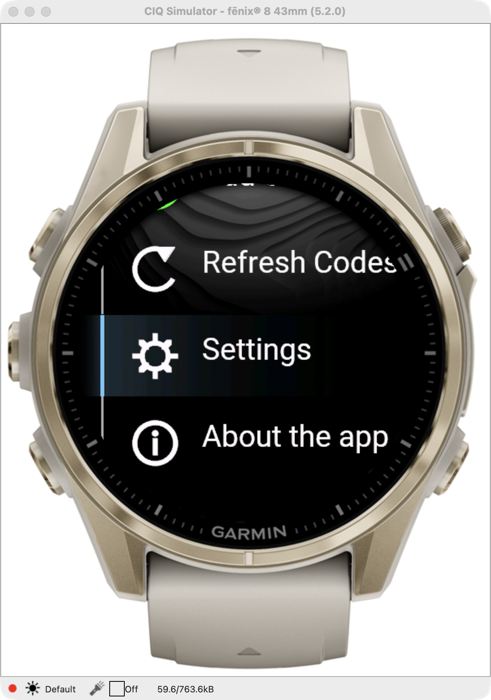 CIQ Simulator - fēnix® 8 43mm (5.2.0)
Refresh Codes
Settings
About the app
GARMIN
Default
Off
59.6/763.6kB